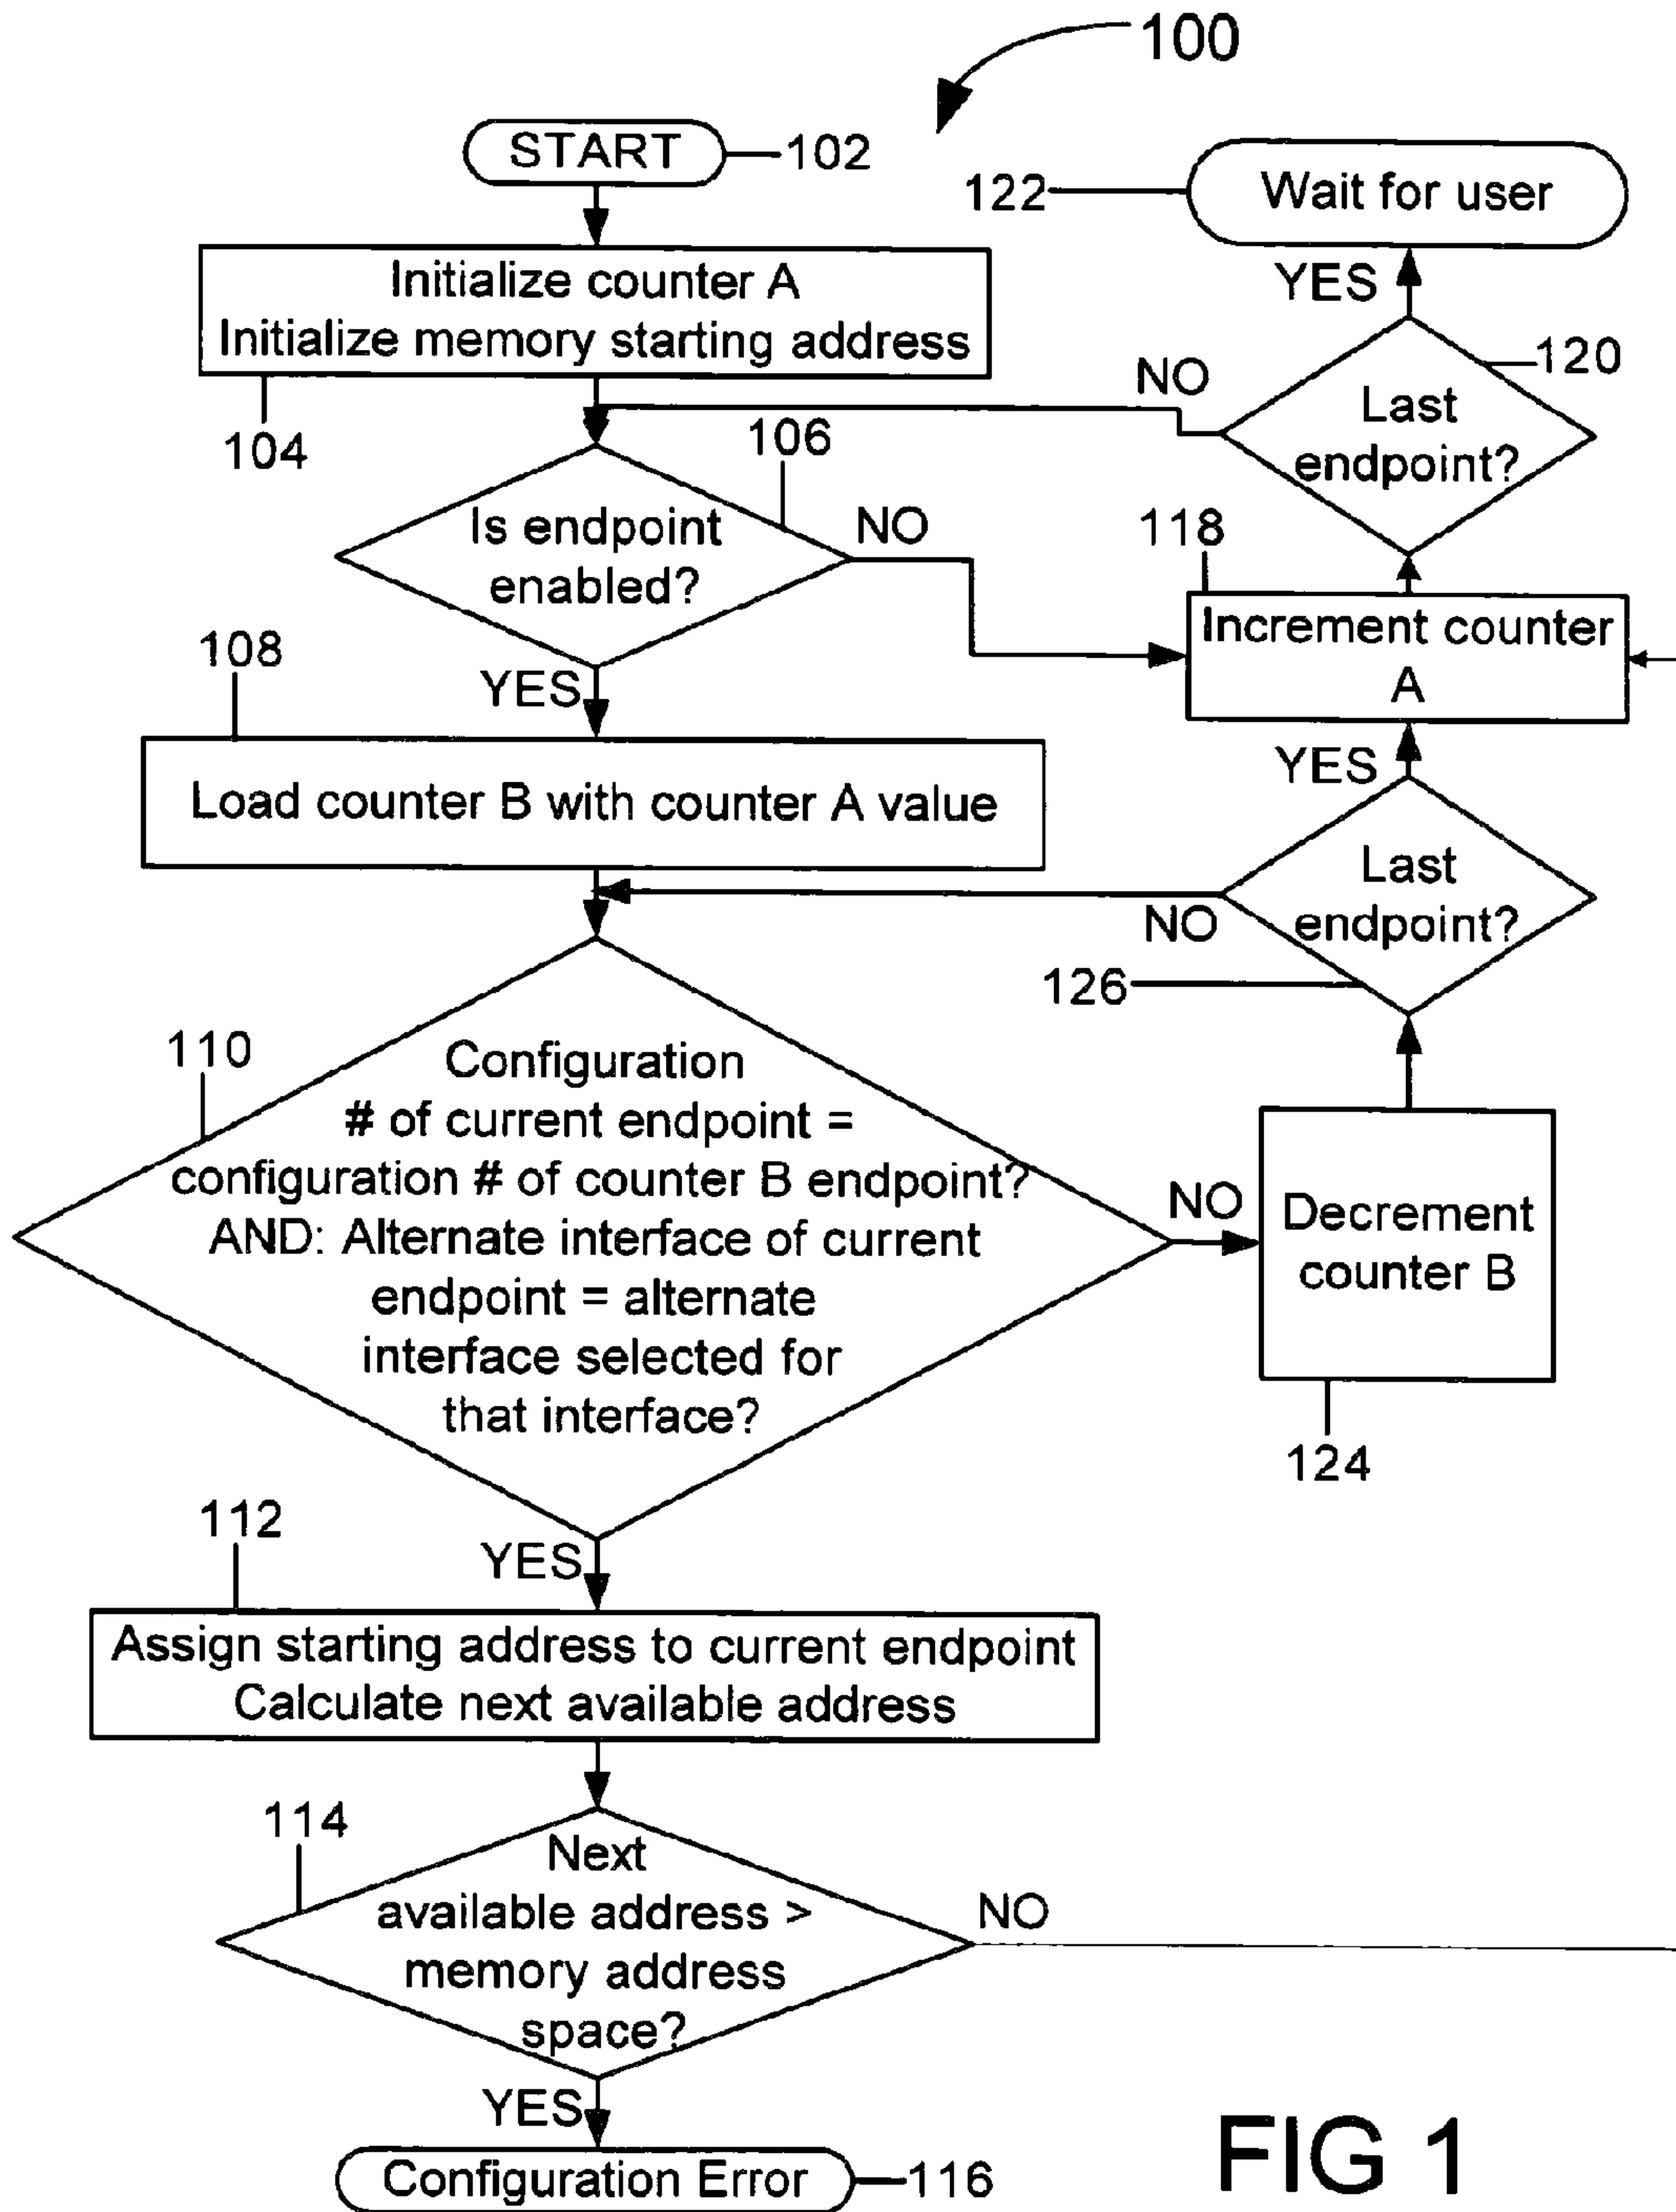 100
START
102
122
Wait for user
Initialize counter A
Initialize memory starting address
104
YES
120
NO
Last
endpoint?
106
Is endpoint
enabled?
NO
118
Increment counter
A
YES
108
Load counter B with counter A value
YES
Last
endpoint?
NO
126
110
Configuration
# of current endpoint =
configuration # of counter B endpoint?
AND: Alternate interface of current
endpoint = alternate
interface selected for
that interface?
NO
Decrement
counter B
124
YES
112
Assign starting address to current endpoint
Calculate next available address
114
Next
available address >
memory address
space?
NO
YES
Configuration Error
116
FIG 1